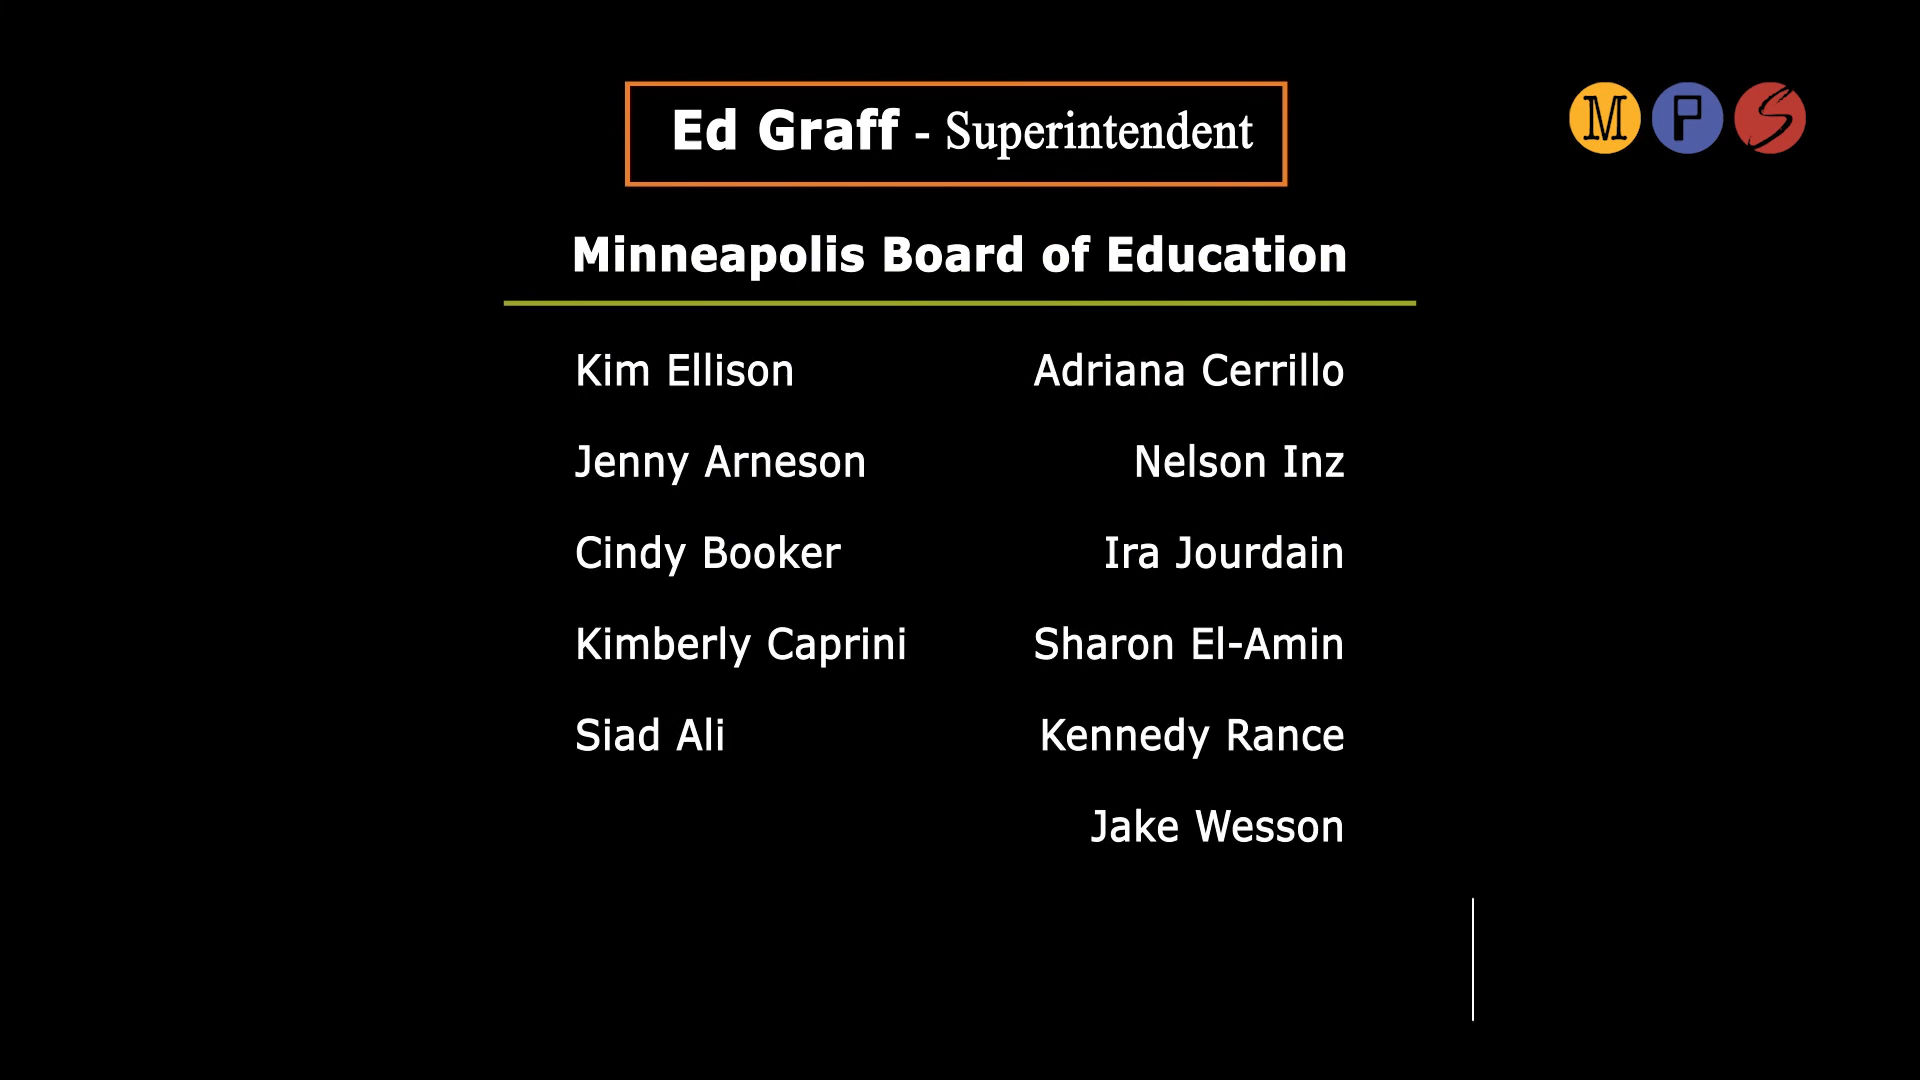 Ed Graff - Superintendent
M P S
Minneapolis Board of Education
Kim Ellison
Adriana Cerrillo
Jenny Arneson
Nelson Inz
Cindy Booker
Ira Jourdain
Kimberly Caprini
Sharon El-Amin
Siad Ali
Kennedy Rance
Jake Wesson